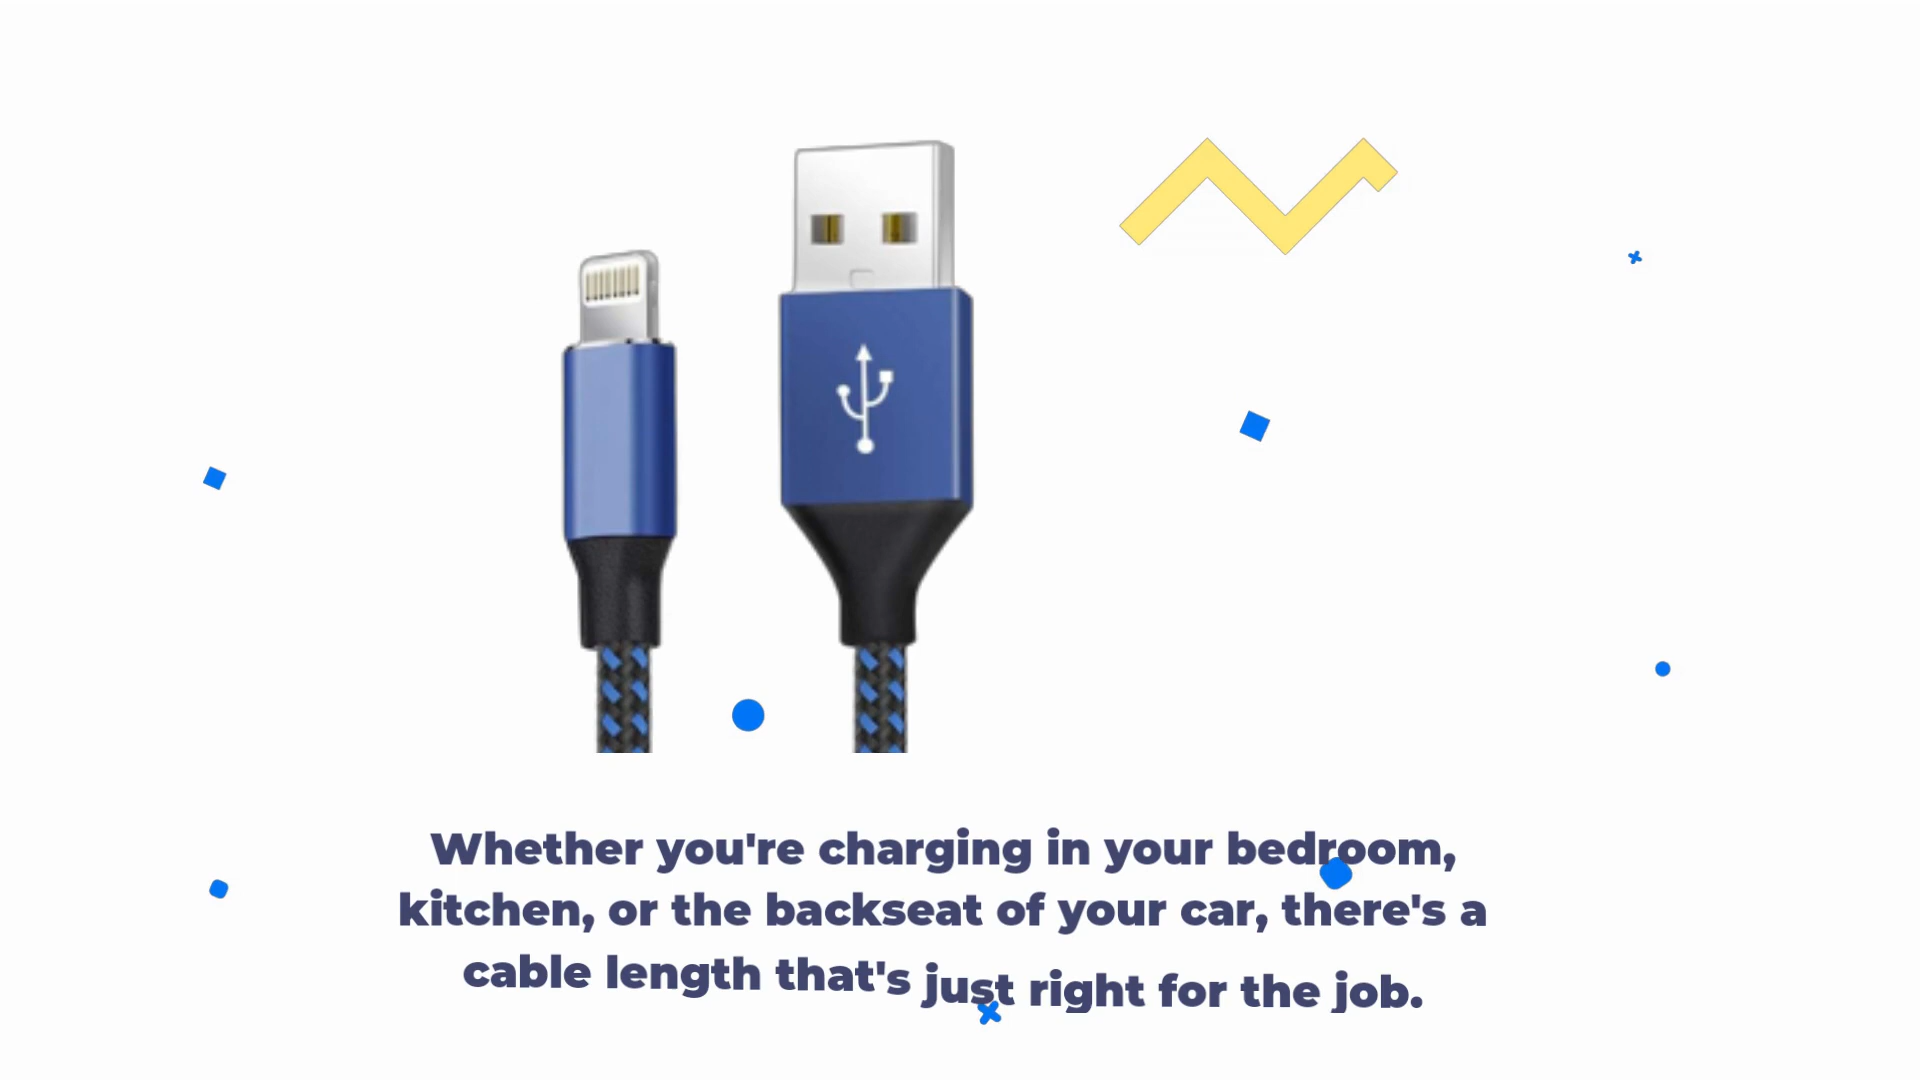 Whether you're charging in your bedroom,
kitchen, or the backseat of your car, there's a
cable length that's just right for the job.